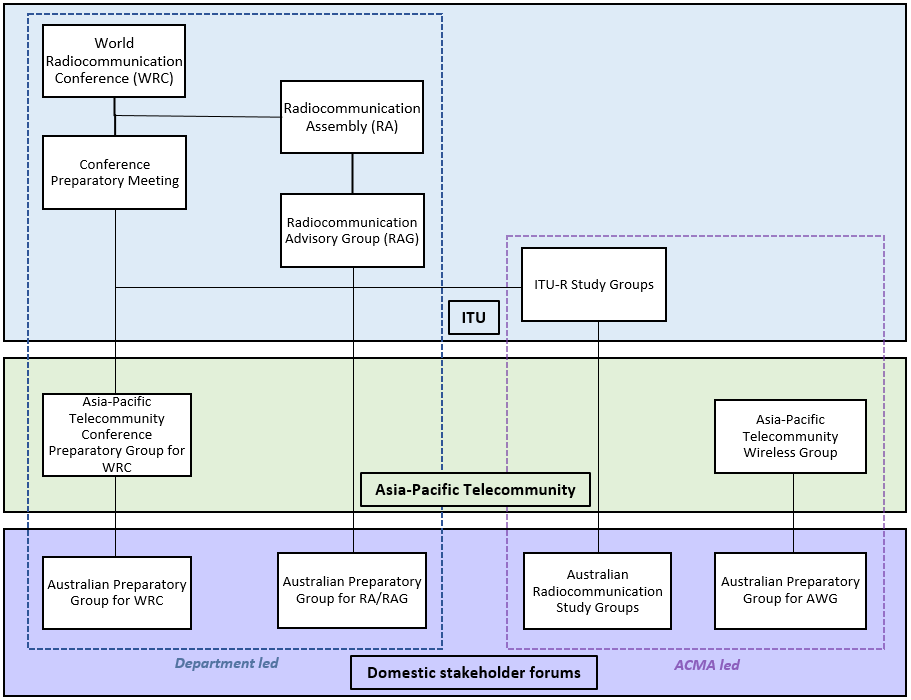 World
Radiocommunication
Conference (WRC)
Radiocommunication
Assembly (RA)
Conference
Preparatory Meeting
Radiocommunication
Advisory Group (RAG)
ITU-R Study Groups
ITU
Asia-Pacific
Telecommunity
Conference
Preparatory Group for
WRC
Asia-Pacific
Telecommunity
Wireless Group
Asia-Pacific Telecommunity
Australian Preparatory
Group for WRC
Australian Preparatory
Group for RA/RAG
Australian
Radiocommunication
Study Groups
Australian Preparatory
Group for AWG
Department led
Domestic stakeholder forums
ACMA led